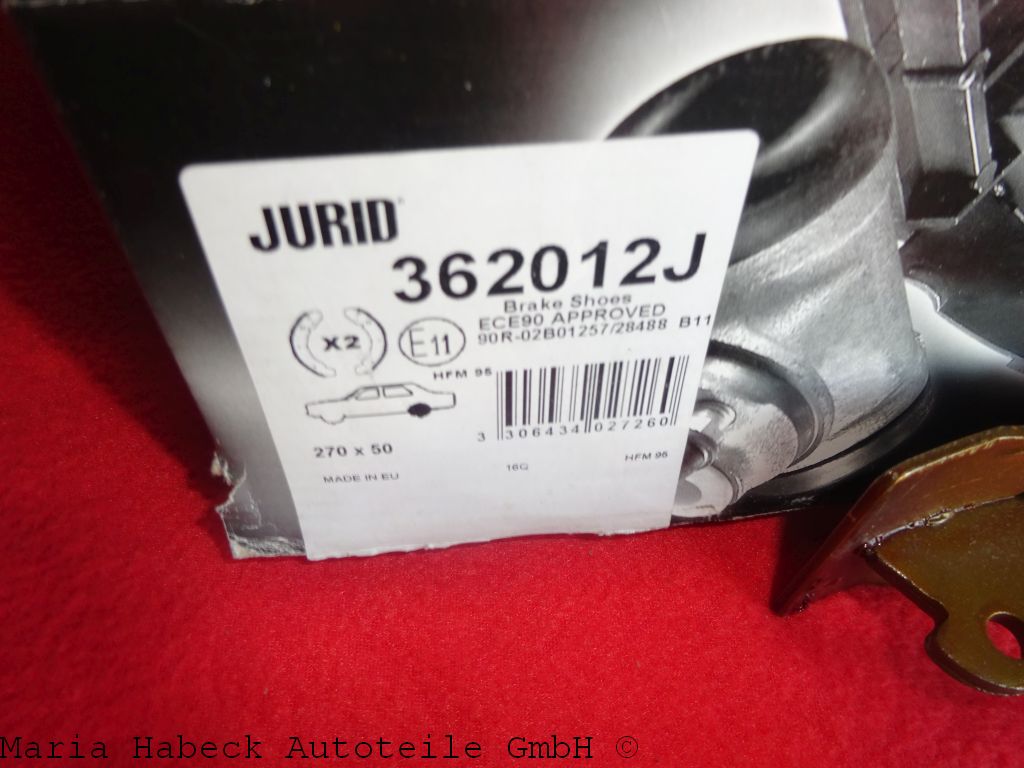 JURID
362012J
Brake Shoes
ECE90 APPROVED
90R-02B01257/28488 B11
X2
E11
HFM 95
3 306434 027260
270 x 50
MADE IN EU
16Q
HFM 95
Maria Habeck Autoteile GmbH ©